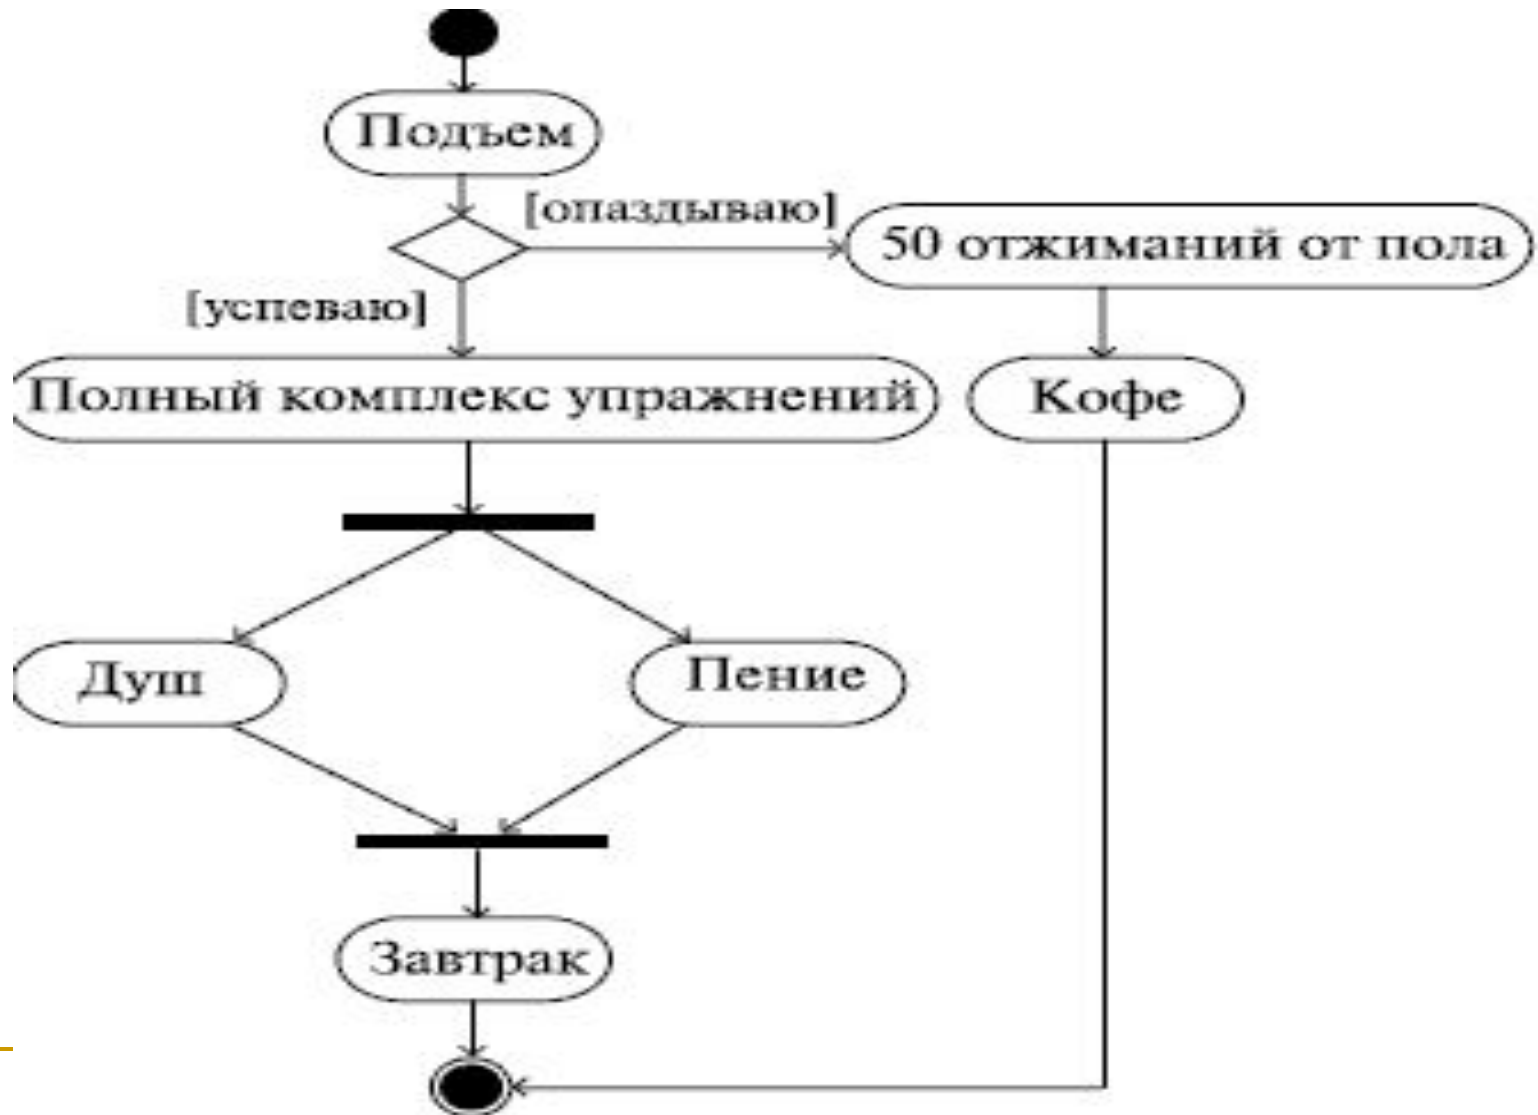 Подъем
[опаздываю]
50 отжиманий от пола
[успеваю]
Полный комплекс упражнений
Кофе
Душ
Пение
Завтрак